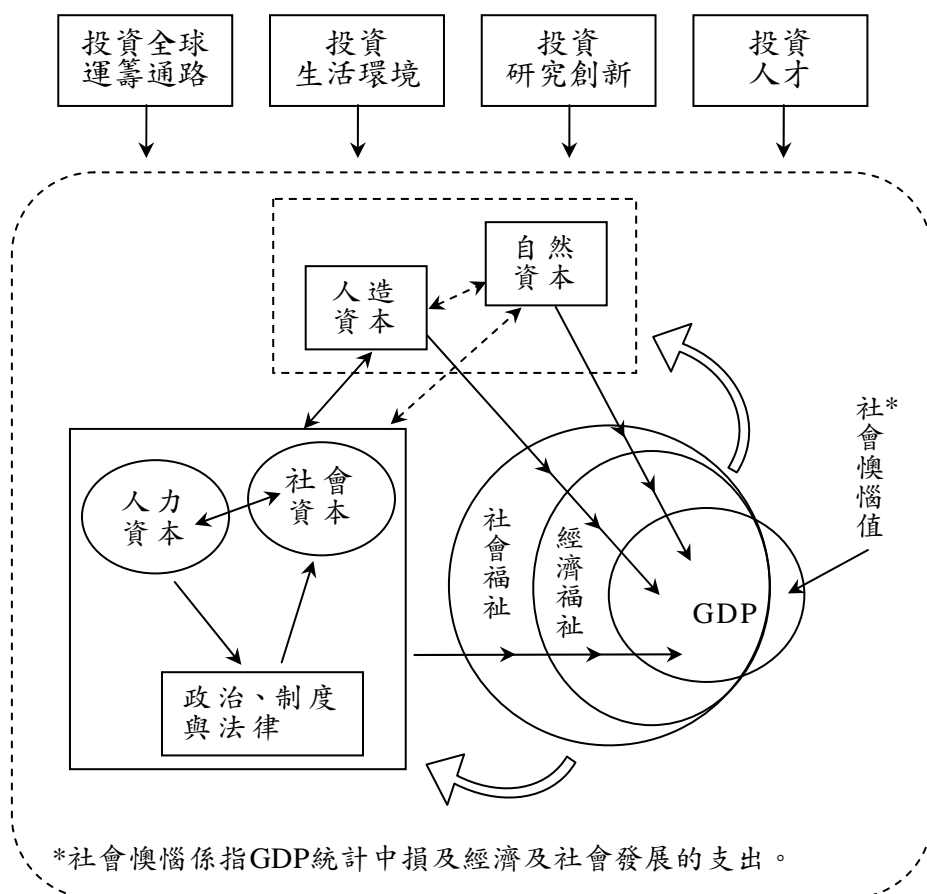 投資全球
運籌通路
投資
生活環境
投資
研究創新
投資
人才
自然
資本
人造
資本
社會懊惱值*
人力
資本
社會
資本
政治、制度
與法律
社會福祉
經濟福祉
GDP
*社會懊惱係指GDP統計中損及經濟及社會發展的支出。